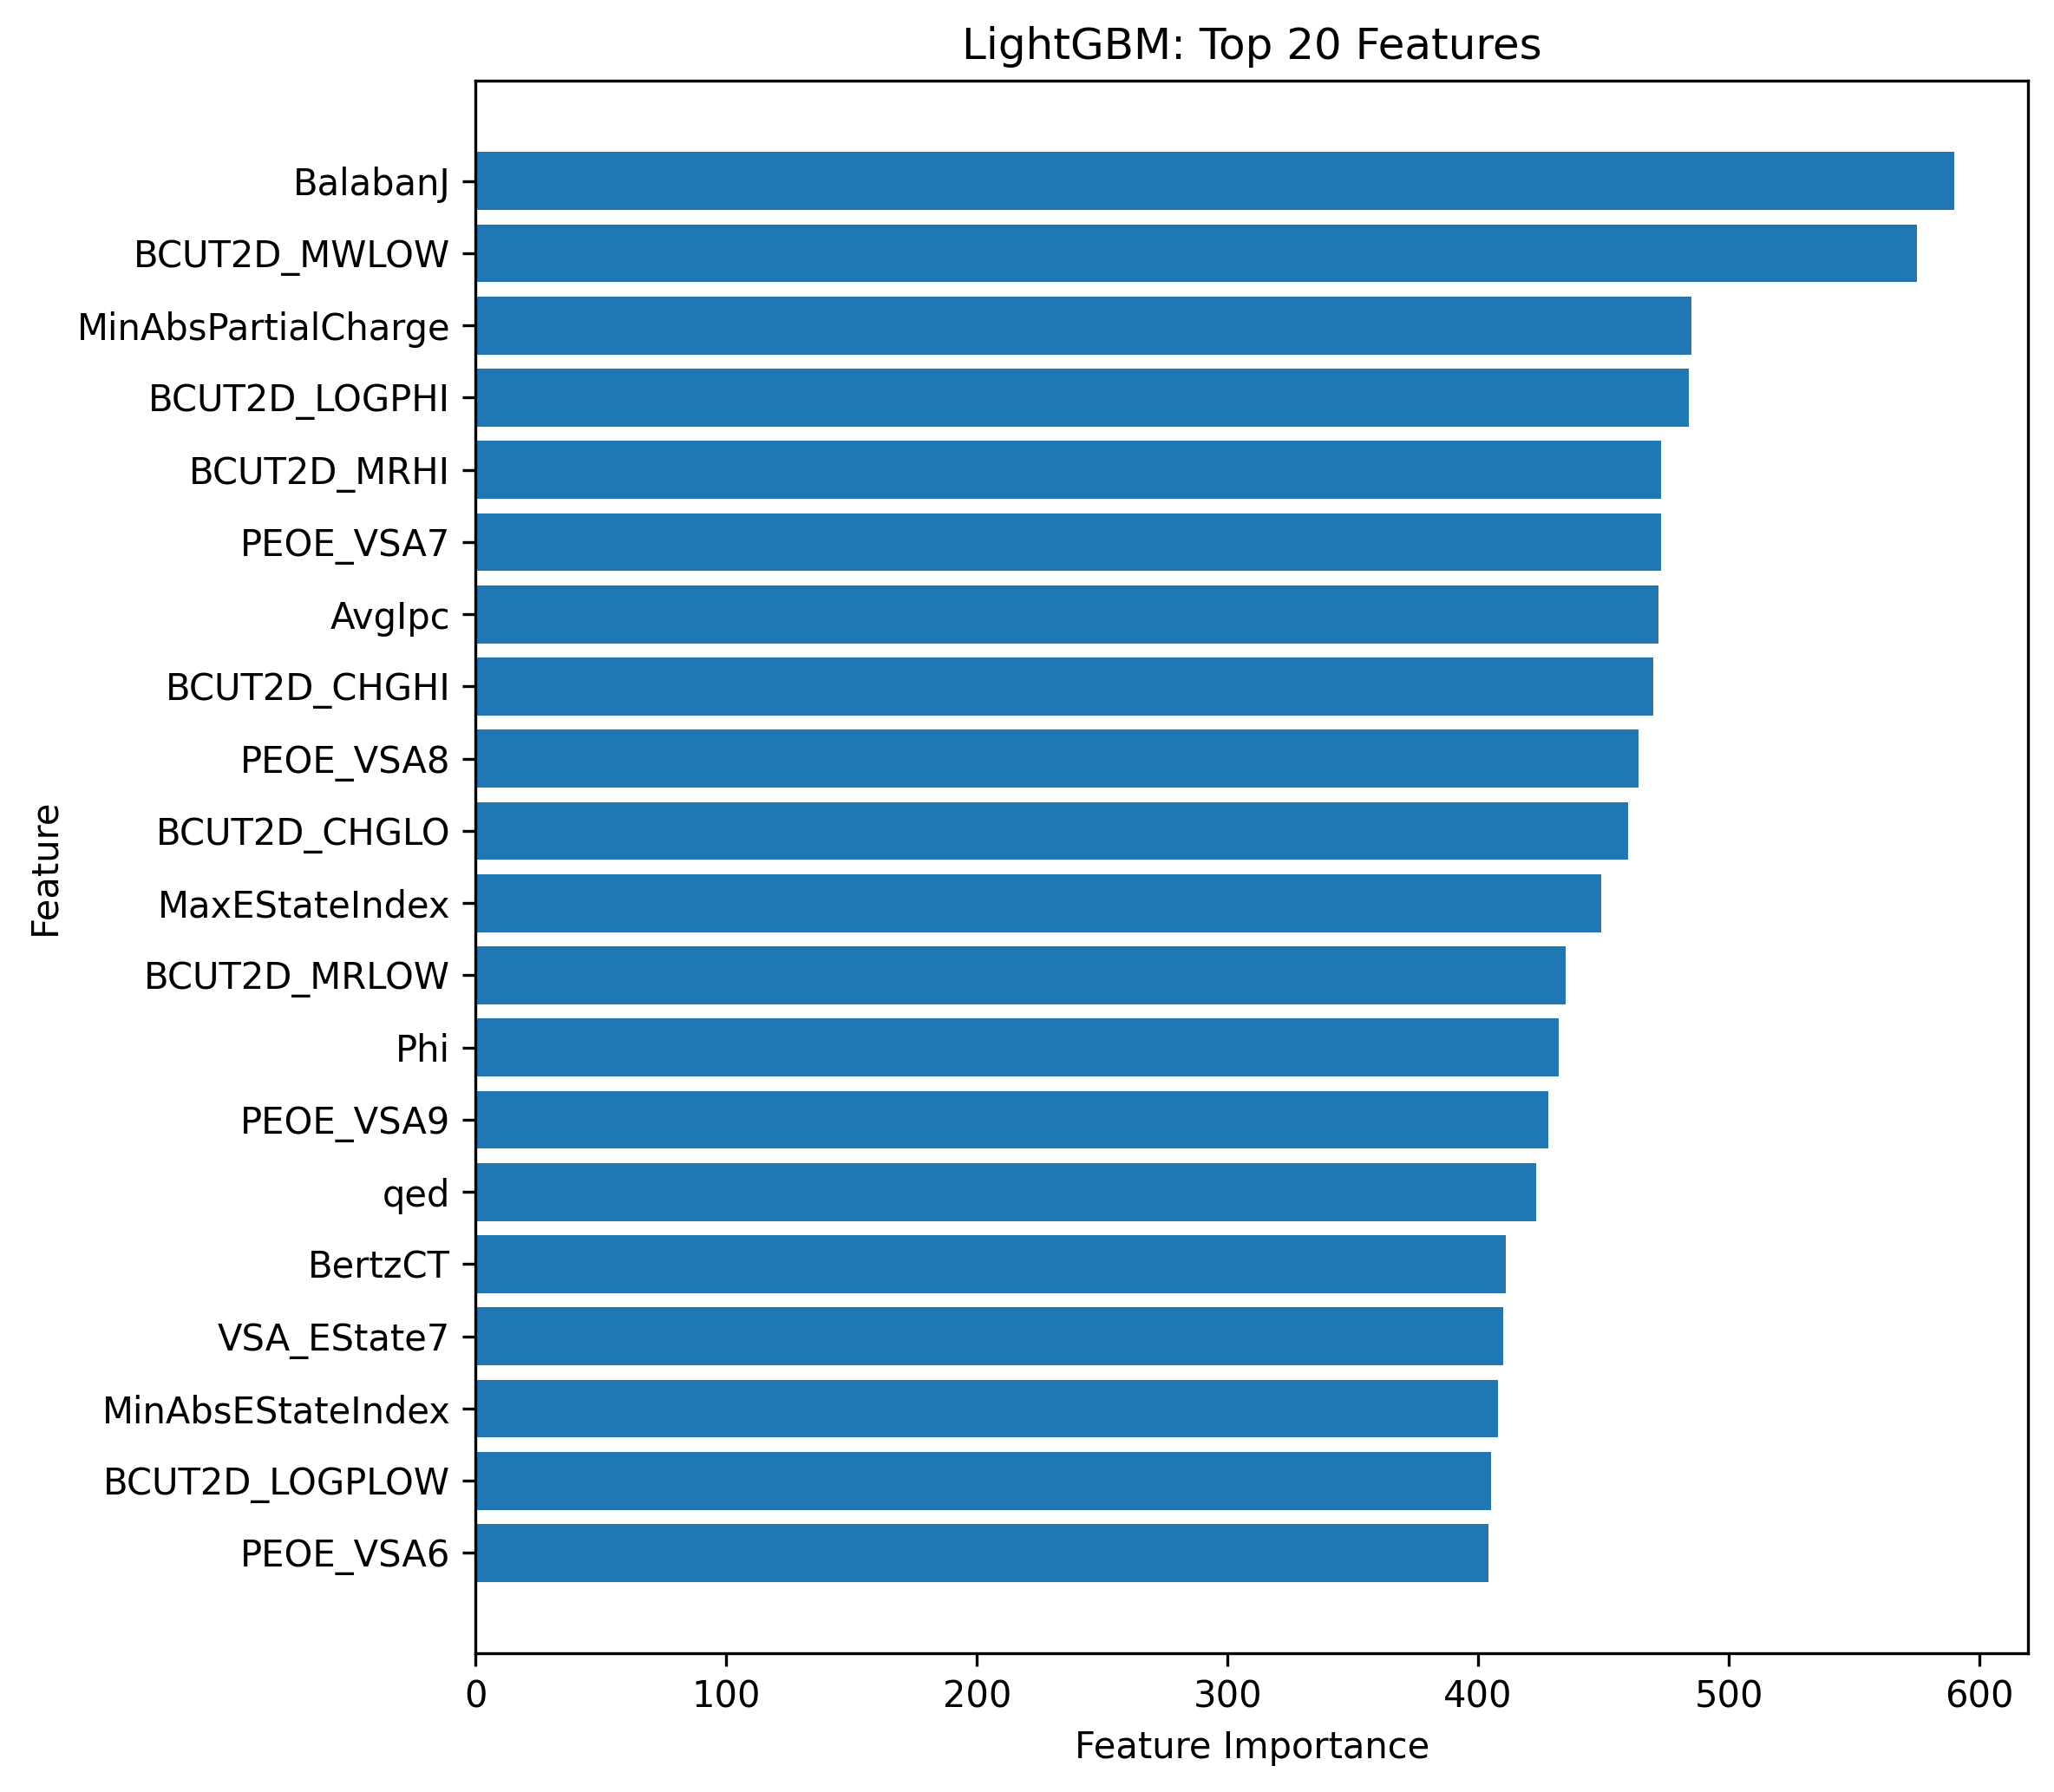 LightGBM: Top 20 Features
BalabanJ
BCUT2D_MWLOW
MinAbsPartialCharge
BCUT2D_LOGPHI
BCUT2D_MRHI
PEOE_VSA7
AvgIpc
BCUT2D_CHGHI
PEOE_VSA8
BCUT2D_CHGLO
MaxEStateIndex
BCUT2D_MRLOW
Phi
PEOE_VSA9
qed
BertzCT
VSA_EState7
MinAbsEStateIndex
BCUT2D_LOGPLOW
PEOE_VSA6
Feature
0 100 200 300 400 500 600
Feature Importance